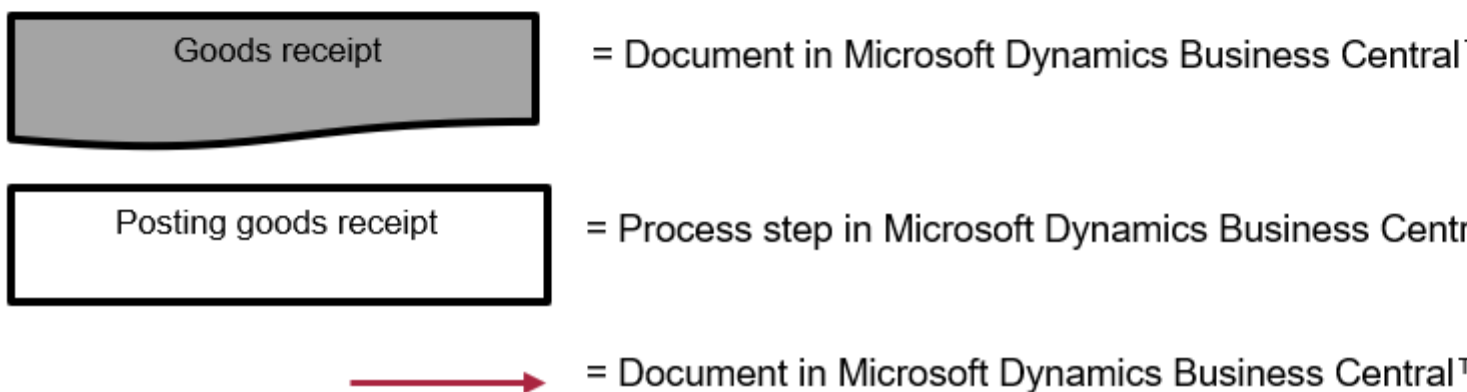 Goods receipt
= Document in Microsoft Dynamics Business Central
Posting goods receipt
= Process step in Microsoft Dynamics Business
= Document in Microsoft Dynamics Business Central